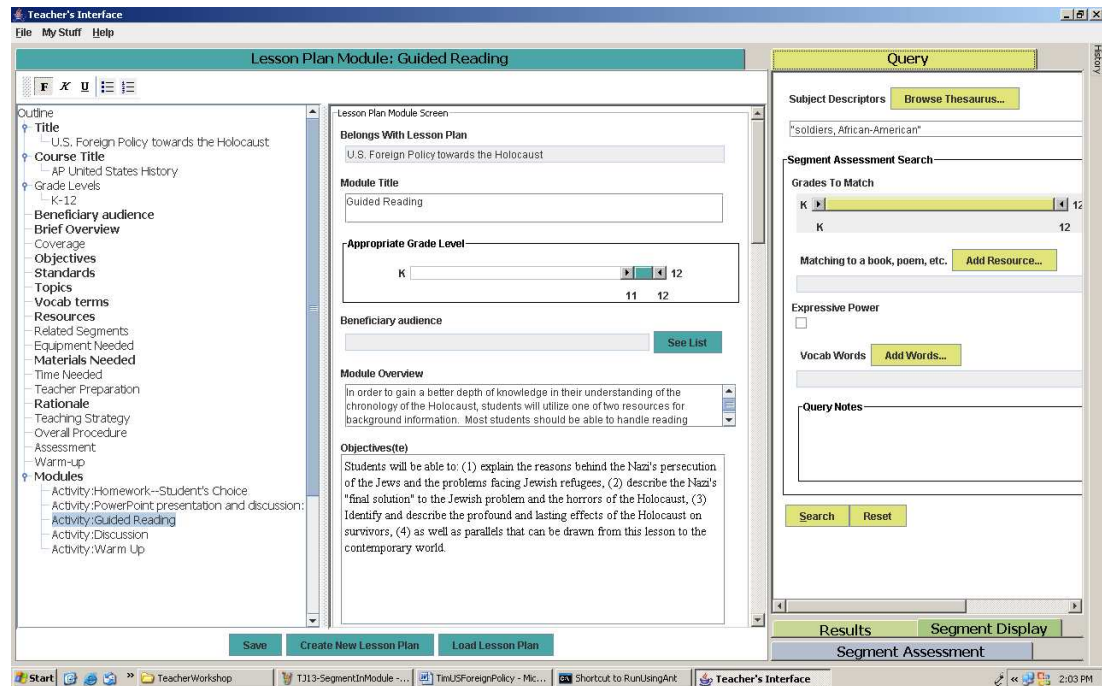 Teacher's Interface
File My Stuff Help
Lesson Plan Module: Guided Reading
F K U
Outline
Title
U.S. Foreign Policy towards the Holocaust
Course Title
AP United States History
Grade Levels
K-12
Beneficiary audience
Brief Overview
Coverage
Objectives
Standards
Topics
Vocab terms
Resources
Related Segments
Equipment Needed
Materials Needed
Time Needed
Teacher Preparation
Rationale
Teaching Strategy
Overall Procedure
Assessment
Warm-up
Modules
Activity:Homework--Student's Choice
Activity:PowerPoint presentation and discussion:
Activity:Guided Reading
Activity:Discussion
Activity:Warm Up
Lesson Plan Module Screen
Belongs With Lesson Plan
U.S. Foreign Policy towards the Holocaust
Module Title
Guided Reading
Appropriate Grade Level
K 12
11 12
Beneficiary audience
See List
Module Overview
In order to gain a better depth of knowledge in their understanding of the
chronology of the Holocaust, students will utilize one of two resources for
background information. Most students should be able to handle reading
Objectives(te)
Students will be able to: (1) explain the reasons behind the Nazi's persecution
of the Jews and the problems facing Jewish refugees, (2) describe the Nazi's
"final solution" to the Jewish problem and the horrors of the Holocaust, (3)
Identify and describe the profound and lasting effects of the Holocaust on
survivors, (4) as well as parallels that can be drawn from this lesson to the
contemporary world.
Save Create New Lesson Plan Load Lesson Plan
Query
Subject Descriptors Browse Thesaurus...
"soldiers, African-American"
Segment Assessment Search
Grades To Match
K 12
K 12
Matching to a book, poem, etc. Add Resource...
Expressive Power
Vocab Words Add Words...
Query Notes
Search Reset
Results Segment Display
Segment Assessment
History
Start TeacherWorkshop TJ13-SegmentInModule -... TimUSForeignPolicy - Mic... Shortcut to RunUsingAnt Teacher's Interface 2:03 PM